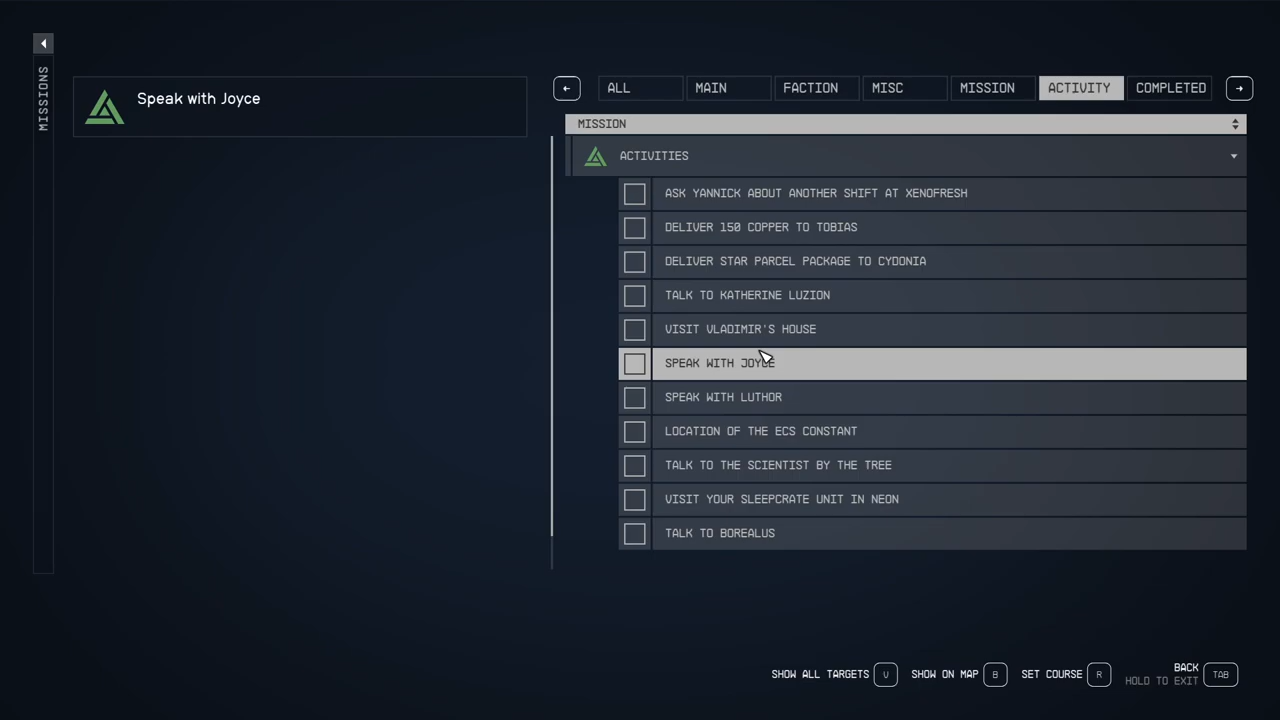 MISSIONS
Speak with Joyce
ALL MAIN FACTION MISC MISSION ACTIVITY COMPLETED
MISSION
ACTIVITIES
ASK YANNICK ABOUT ANOTHER SHIFT AT XENOFRESH
DELIVER 150 COPPER TO TOBIAS
DELIVER STAR PARCEL PACKAGE TO CYDONIA
TALK TO KATHERINE LUZION
VISIT VLADIMIR'S HOUSE
SPEAK WITH JOYCE
SPEAK WITH LUTHOR
LOCATION OF THE ECS CONSTANT
TALK TO THE SCIENTIST BY THE TREE
VISIT YOUR SLEEPCRATE UNIT IN NEON
TALK TO BOREALUS
SHOW ALL TARGETS V SHOW ON MAP B SET COURSE R BACK TAB
HOLD TO EXIT